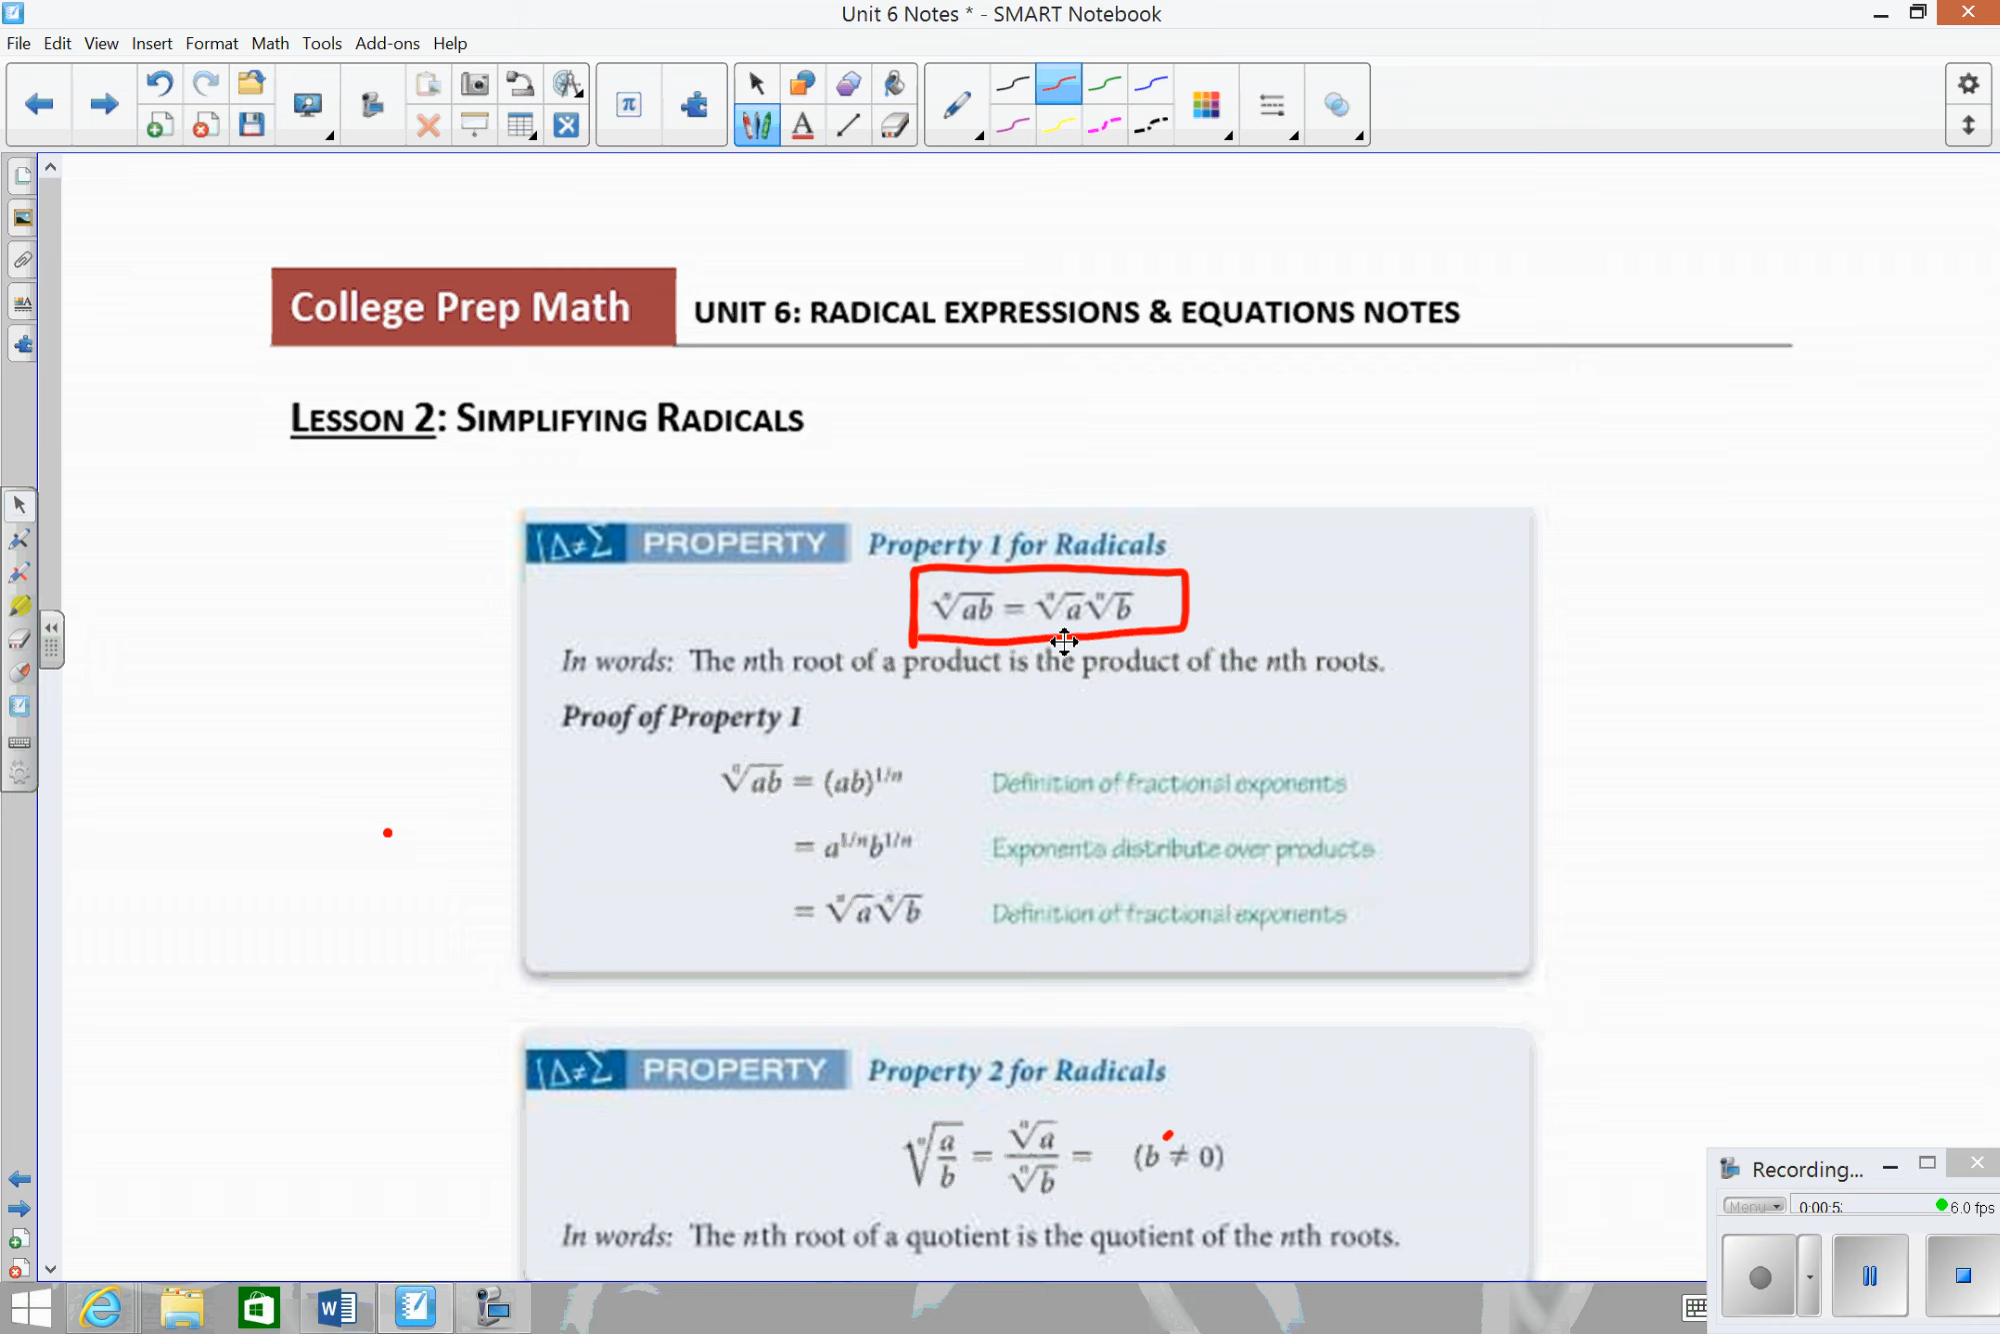 Unit 6 Notes * - SMART Notebook
File Edit View Insert Format Math Tools Add-ons Help
College Prep Math UNIT 6: RADICAL EXPRESSIONS & EQUATIONS NOTES
LESSON 2: SIMPLIFYING RADICALS
∫Δ≠Σ PROPERTY Property 1 for Radicals
ⁿ√ab = ⁿ√a ⁿ√b
In words: The nth root of a product is the product of the nth roots.
Proof of Property 1
ⁿ√ab = (ab)^1/n Definition of fractional exponents
= a^1/n b^1/n Exponents distribute over products
= ⁿ√a ⁿ√b Definition of fractional exponents
∫Δ≠Σ PROPERTY Property 2 for Radicals
ⁿ√(a/b) = ⁿ√a / ⁿ√b = (b ≠ 0)
In words: The nth root of a quotient is the quotient of the nth roots.
Recording...
Menu 0:00:5 6.0 fps